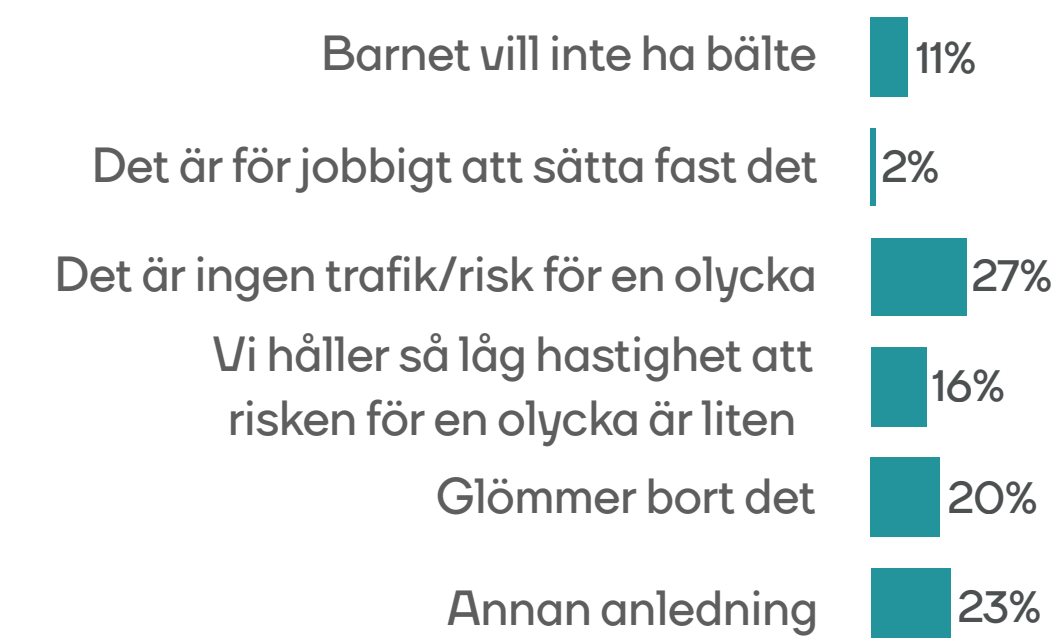 Barnet vill inte ha bälte 11%
Det är för jobbigt att sätta fast det 2%
Det är ingen trafik/risk för en olycka 27%
Vi håller så låg hastighet att
risken för en olycka är liten 16%
Glömmer bort det 20%
Annan anledning 23%